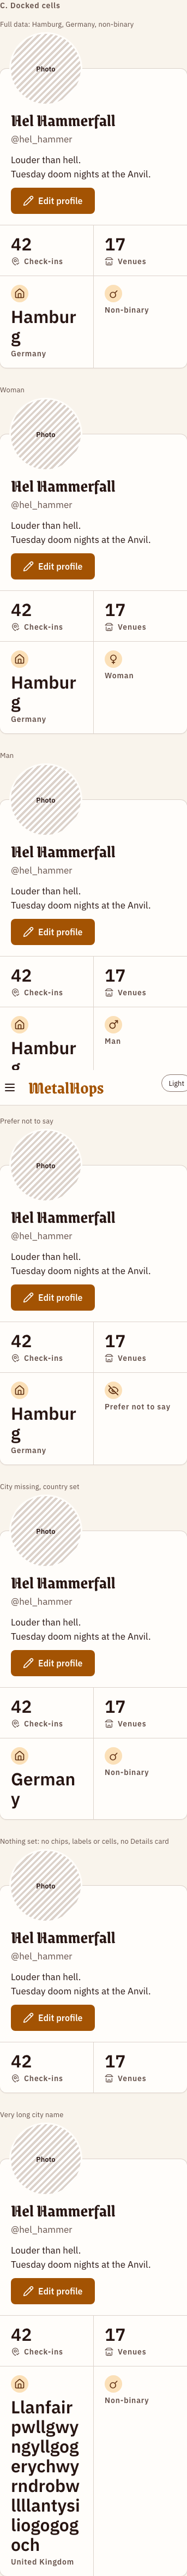 C. Docked cells
Full data: Hamburg, Germany, non-binary
Photo
Hel Hammerfall
@hel_hammer
Louder than hell.
Tuesday doom nights at the Anvil.
Edit profile
42
17
Check-ins
Venues
Hambur
g
Germany
Non-binary
Woman
Photo
Hel Hammerfall
@hel_hammer
Louder than hell.
Tuesday doom nights at the Anvil.
Edit profile
42
17
Check-ins
Venues
Hambur
g
Germany
Woman
Man
Photo
Hel Hammerfall
@hel_hammer
Louder than hell.
Tuesday doom nights at the Anvil.
Edit profile
42
17
Check-ins
Venues
Hambur
g
Man
MetalHops
Light
Prefer not to say
Photo
Hel Hammerfall
@hel_hammer
Louder than hell.
Tuesday doom nights at the Anvil.
Edit profile
42
17
Check-ins
Venues
Hambur
g
Germany
Prefer not to say
City missing, country set
Photo
Hel Hammerfall
@hel_hammer
Louder than hell.
Tuesday doom nights at the Anvil.
Edit profile
42
17
Check-ins
Venues
German
y
Non-binary
Nothing set: no chips, labels or cells, no Details card
Photo
Hel Hammerfall
@hel_hammer
Louder than hell.
Tuesday doom nights at the Anvil.
Edit profile
42
17
Check-ins
Venues
Very long city name
Photo
Hel Hammerfall
@hel_hammer
Louder than hell.
Tuesday doom nights at the Anvil.
Edit profile
42
17
Check-ins
Venues
Llanfair
pwllgwy
ngyllgog
erychwy
rndrobw
llllantysi
liogogog
och
United Kingdom
Non-binary